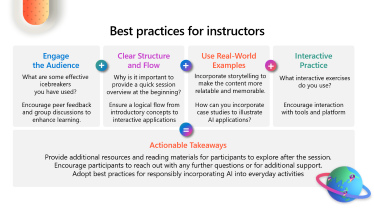 Best practices for instructors
Engage
the Audience
What are some effective
icebreakers
you have used?
Encourage peer feedback
and group discussions to
enhance learning.
+
Clear Structure
and Flow
Why is it important to
provide a quick session
overview at the beginning?
Ensure a logical flow from
introductory concepts to
interactive applications
+
Use Real-World
Examples
Incorporate storytelling to
make the content more
relatable and memorable.
How can you incorporate
case studies to illustrate
AI applications?
+
Interactive
Practice
What interactive exercises
do you use?
Encourage interaction
with tools and platform
=
Actionable Takeaways
Provide additional resources and reading materials for participants to explore after the session.
Encourage participants to reach out with any further questions or for additional support.
Adopt best practices for responsibly incorporating AI into everyday activities